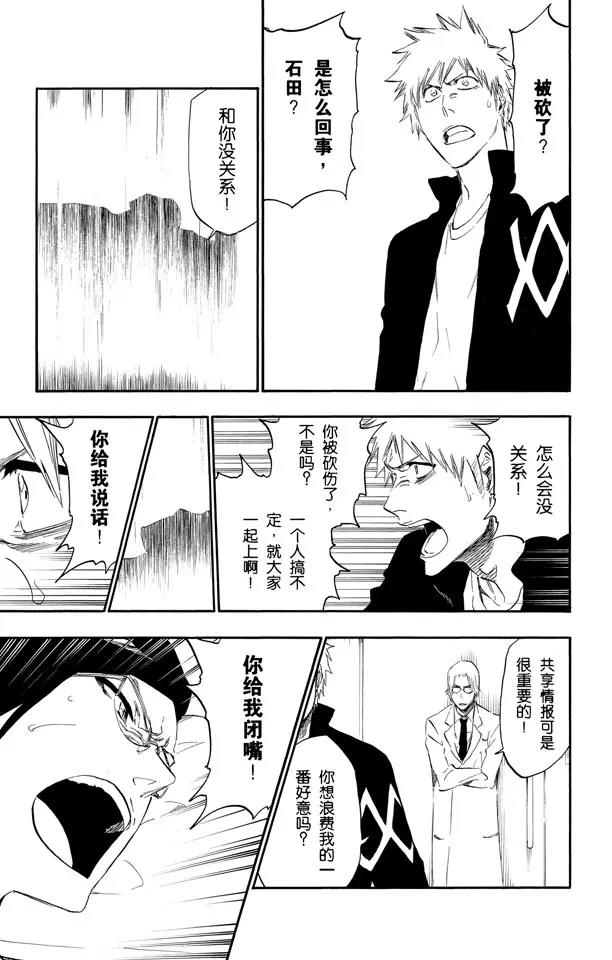 被砍了？
是怎么回事，
石田？
和你没关系！
怎么会没
关系！
你被砍伤了，
不是吗？
一个人搞不
定，就大家
一起上啊！
你给我说话！
共享情报可是
很重要的！
你想浪费我的一
番好意吗？
你给我闭嘴！